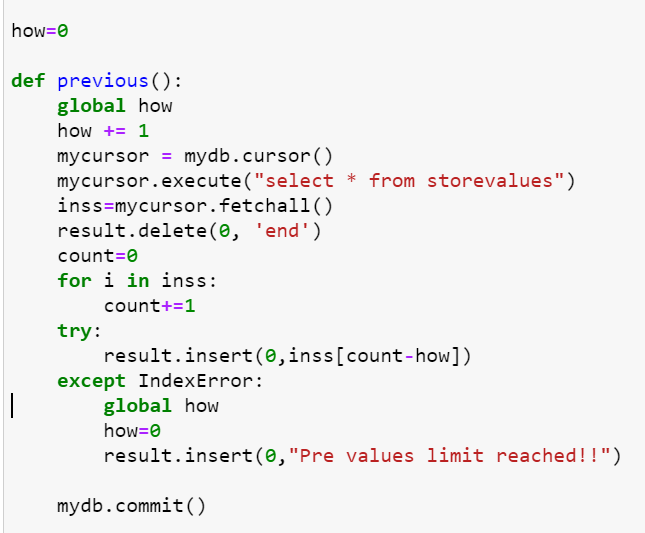 how=0
def previous():
    global how
    how += 1
    mycursor = mydb.cursor()
    mycursor.execute("select * from storevalues")
    inss=mycursor.fetchall()
    result.delete(0, 'end')
    count=0
    for i in inss:
        count+=1
    try:
        result.insert(0,inss[count-how])
    except IndexError:
        global how
        how=0
        result.insert(0,"Pre values limit reached!!")
    mydb.commit()